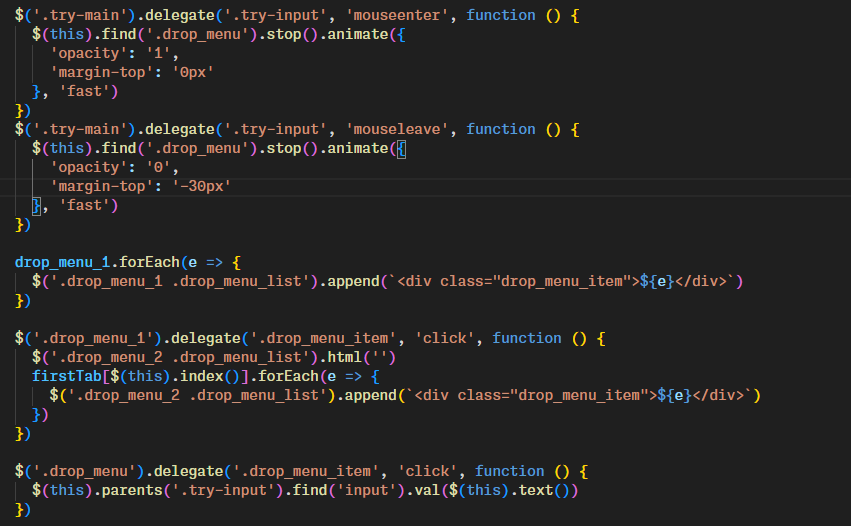 $('.try-main').delegate('.try-input', 'mouseenter', function () {
  $(this).find('.drop_menu').stop().animate({
    'opacity': '1',
    'margin-top': '0px'
  }, 'fast')
})
$('.try-main').delegate('.try-input', 'mouseleave', function () {
  $(this).find('.drop_menu').stop().animate({
    'opacity': '0',
    'margin-top': '-30px'
  }, 'fast')
})

drop_menu_1.forEach(e => {
  $('.drop_menu_1 .drop_menu_list').append(`<div class="drop_menu_item">${e}</div>`)
})

$('.drop_menu_1').delegate('.drop_menu_item', 'click', function () {
  $('.drop_menu_2 .drop_menu_list').html('')
  firstTab[$(this).index()].forEach(e => {
    $('.drop_menu_2 .drop_menu_list').append(`<div class="drop_menu_item">${e}</div>`)
  })
})

$('.drop_menu').delegate('.drop_menu_item', 'click', function () {
  $(this).parents('.try-input').find('input').val($(this).text())
})